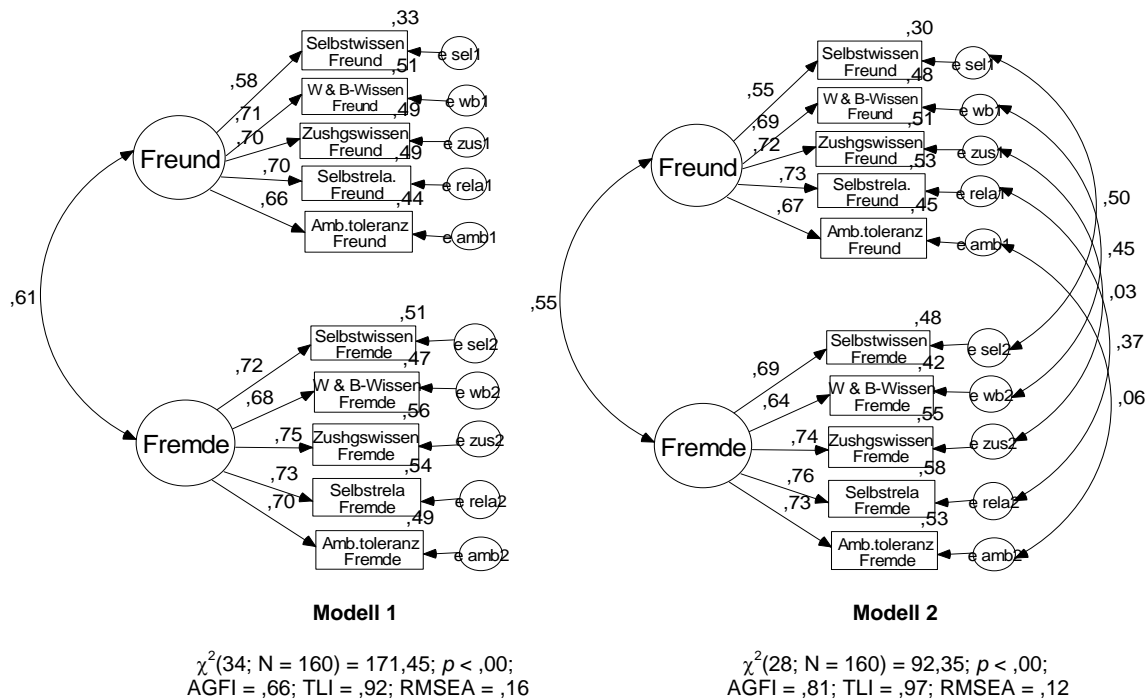 ,33
Selbstwissen
Freund
,51
e sel1
,58
W & B-Wissen
Freund
,49
e wb1
,71
Zushgswissen
Freund
,49
e zus1
,70
Freund
Selbstrela.
Freund
,44
e rela1
,70
Amb.toleranz
Freund
e amb1
,66
,61
,51
Selbstwissen
Fremde
,47
e sel2
,72
W & B-Wissen
Fremde
,56
e wb2
,68
Zushgswissen
Fremde
,54
e zus2
,75
Fremde
Selbstrela
Fremde
,49
e rela2
,73
Amb.toleranz
Fremde
e amb2
,70
Modell 1
χ²(34; N = 160) = 171,45; p < ,00;
AGFI = ,66; TLI = ,92; RMSEA = ,16
,30
Selbstwissen
Freund
,48
e sel1
,55
W & B-Wissen
Freund
,51
e wb1
,69
Zushgswissen
Freund
,53
e zus1
,72
Freund
Selbstrela.
Freund
,45
e rela1
,73
Amb.toleranz
Freund
e amb1
,67
,50
,45
,03
,37
,06
,55
,48
Selbstwissen
Fremde
,42
e sel2
,69
W & B-Wissen
Fremde
,55
e wb2
,64
Zushgswissen
Fremde
,58
e zus2
,74
Fremde
Selbstrela
Fremde
,53
e rela2
,76
Amb.toleranz
Fremde
e amb2
,73
Modell 2
χ²(28; N = 160) = 92,35; p < ,00;
AGFI = ,81; TLI = ,97; RMSEA = ,12